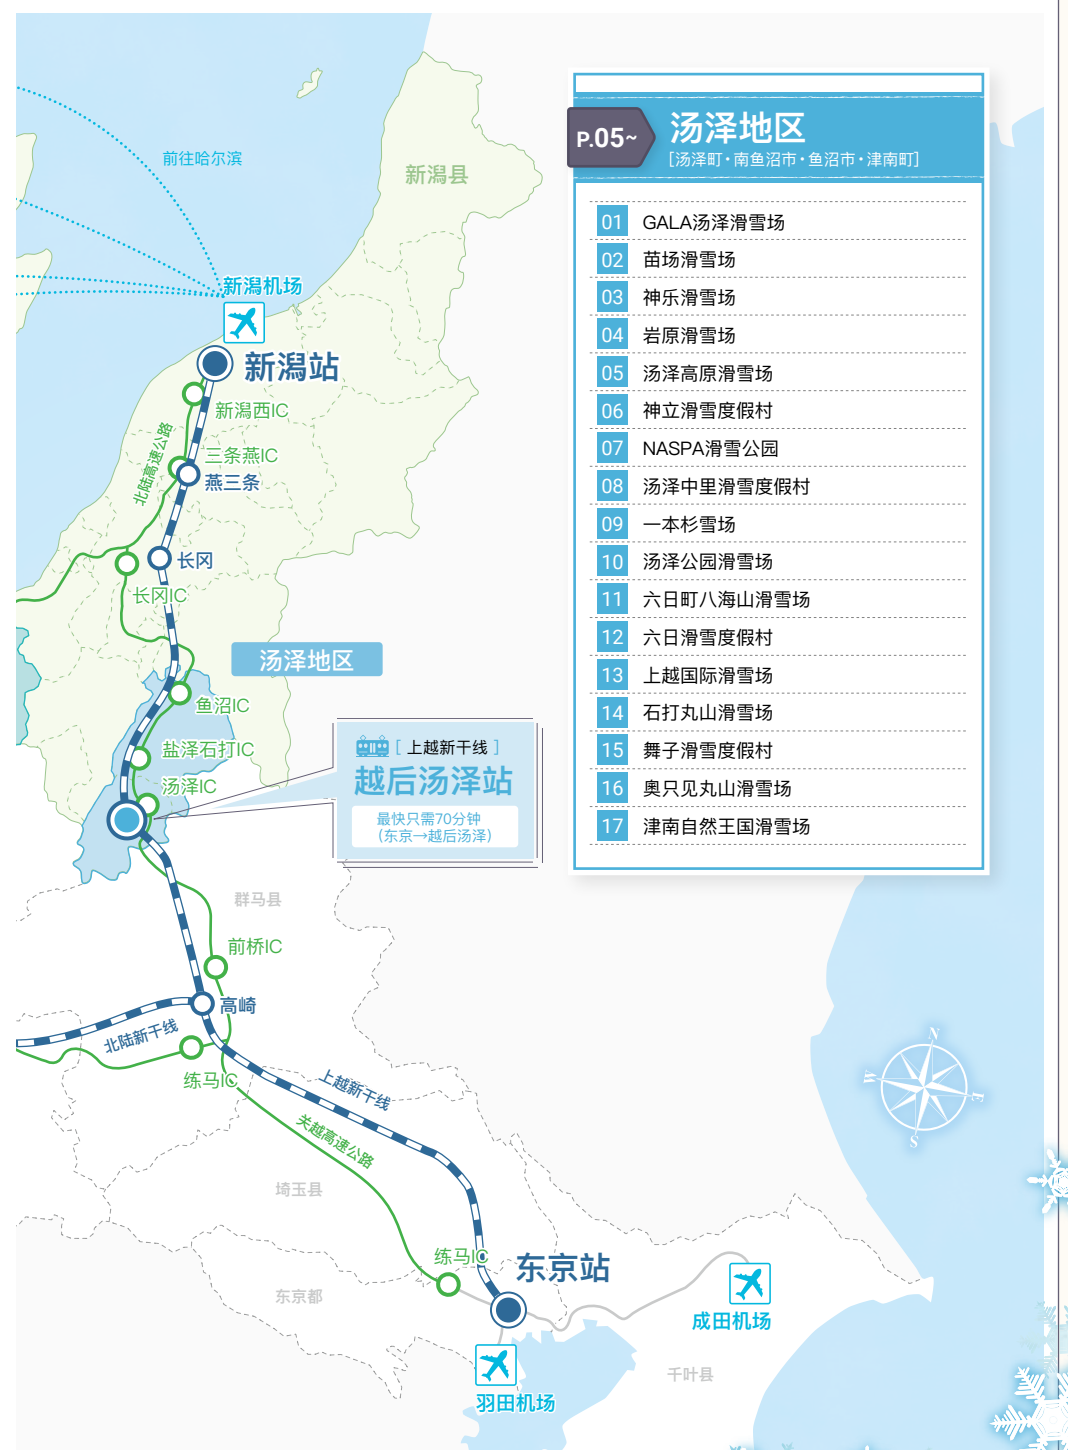 前往哈尔滨
新潟县
新潟机场
新潟站
新潟西IC
北陆高速公路
三条燕IC
燕三条
长冈
长冈IC
汤泽地区
鱼沼IC
盐泽石打IC
汤泽IC
[ 上越新干线 ]
越后汤泽站
最快只需70分钟
（东京→越后汤泽）
群马县
前桥IC
高崎
北陆新干线
练马IC
上越新干线
关越高速公路
埼玉县
练马IC
东京站
东京都
成田机场
千叶县
羽田机场
P.05~
汤泽地区
[汤泽町・南鱼沼市・鱼沼市・津南町]
01 GALA汤泽滑雪场
02 苗场滑雪场
03 神乐滑雪场
04 岩原滑雪场
05 汤泽高原滑雪场
06 神立滑雪度假村
07 NASPA滑雪公园
08 汤泽中里滑雪度假村
09 一本杉雪场
10 汤泽公园滑雪场
11 六日町八海山滑雪场
12 六日滑雪度假村
13 上越国际滑雪场
14 石打丸山滑雪场
15 舞子滑雪度假村
16 奥只见丸山滑雪场
17 津南自然王国滑雪场
N
W
E
S